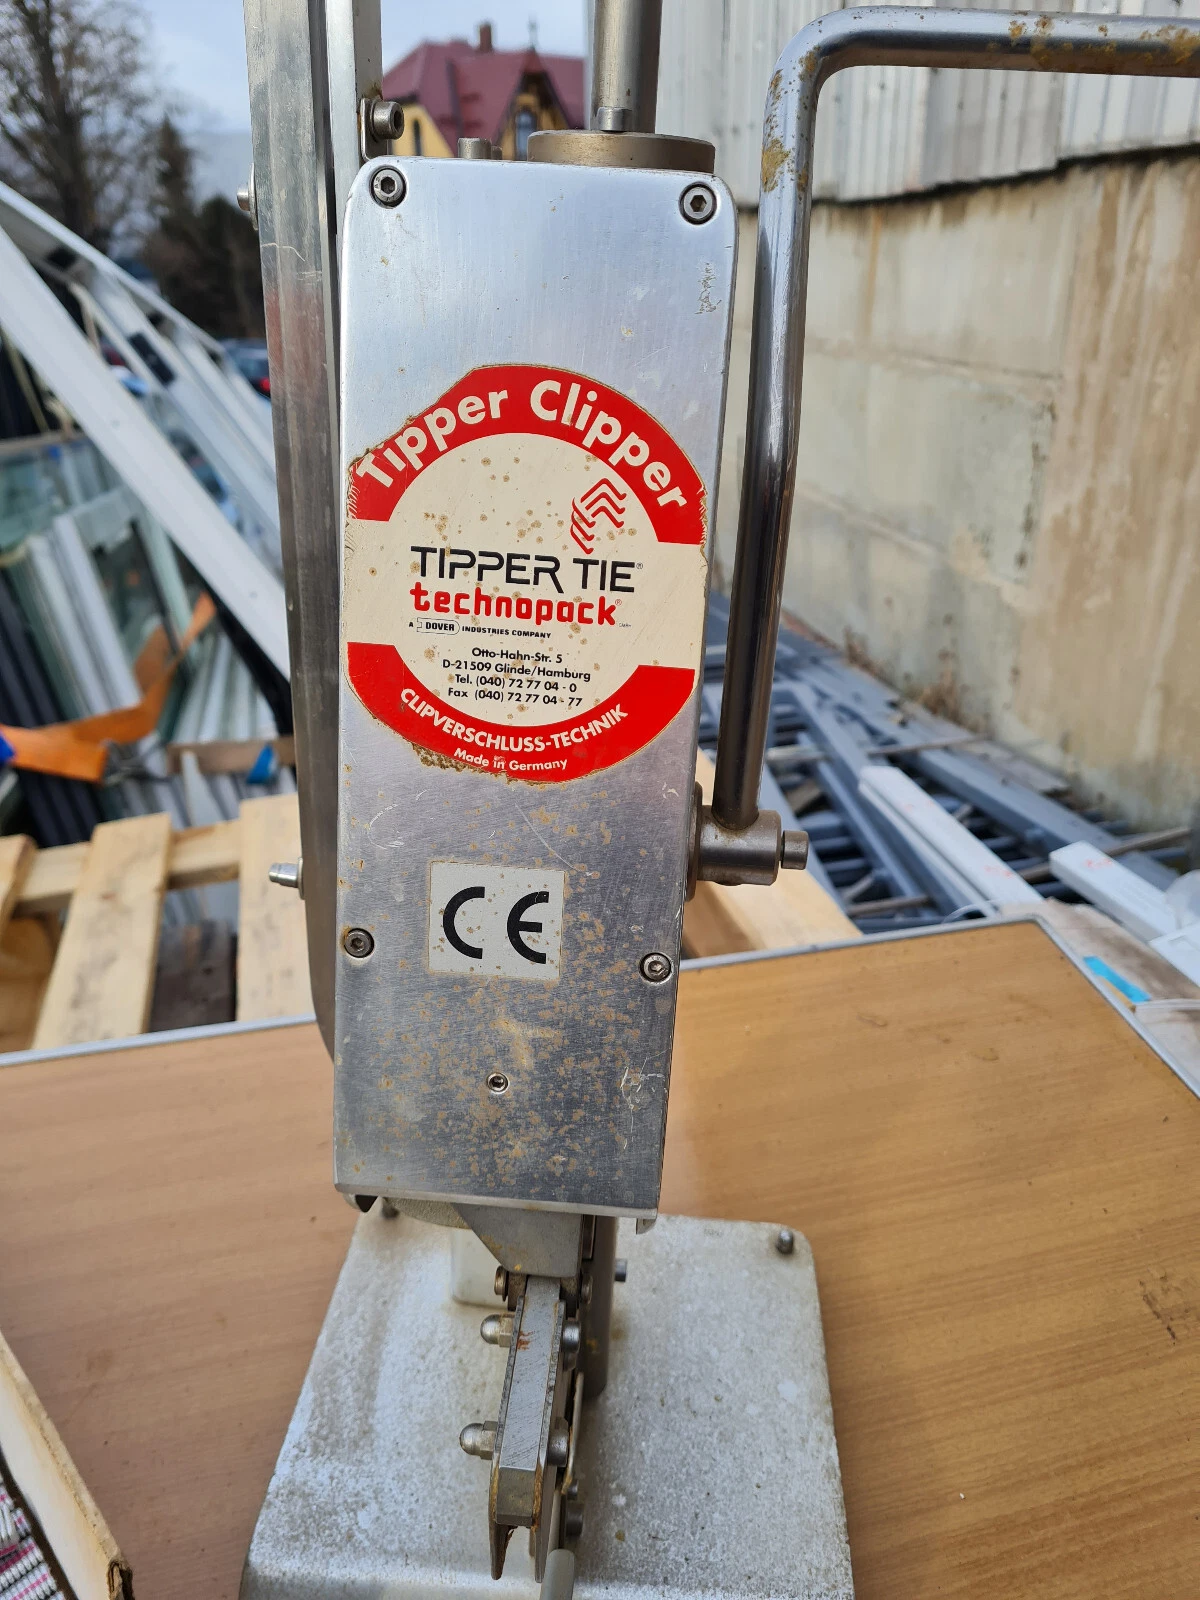 Tipper Clipper
TIPPER TIE®
technopack®
A DOVER INDUSTRIES COMPANY
Otto-Hahn-Str. 5
D-21509 Glinde/Hamburg
Tel. (040) 72 77 04 - 0
Fax (040) 72 77 04 - 77
CLIPVERSCHLUSS-TECHNIK
Made in Germany
CE